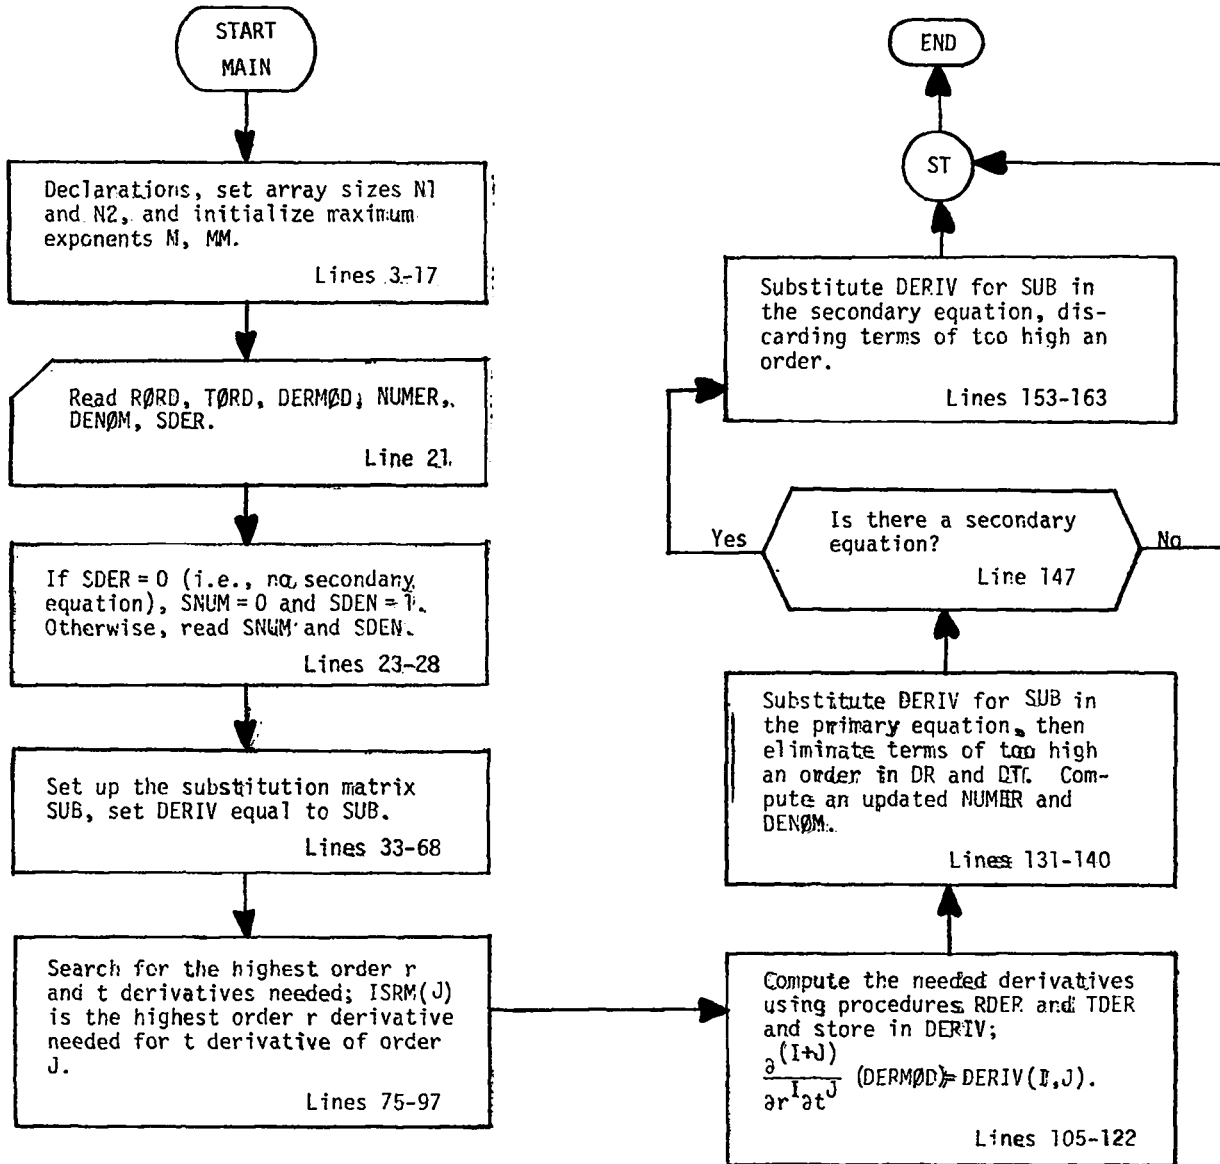 START
MAIN
Declarations, set array sizes N1
and N2, and initialize maximum
exponents M, MM.
Lines 3-17
Read RØRD, TØRD, DERMØD, NUMER,
DENØM, SDER.
Line 21
If SDER = 0 (i.e., no secondary
equation), SNUM = 0 and SDEN = 1.
Otherwise, read SNUM and SDEN.
Lines 23-28
Set up the substitution matrix
SUB, set DERIV equal to SUB.
Lines 33-68
Search for the highest order r
and t derivatives needed; ISRM(J)
is the highest order r derivative
needed for t derivative of order
J.
Lines 75-97
Compute the needed derivatives
using procedures RDER and TDER
and store in DERIV;
∂^(I+J) / ∂r^I ∂t^J (DERMØD) = DERIV(I,J).
Lines 105-122
Substitute DERIV for SUB in
the primary equation, then
eliminate terms of too high
an order in DR and DT. Com-
pute an updated NUMER and
DENØM.
Lines 131-140
Is there a secondary
equation?
Line 147
Yes
No
Substitute DERIV for SUB in
the secondary equation, dis-
carding terms of too high an
order.
Lines 153-163
ST
END